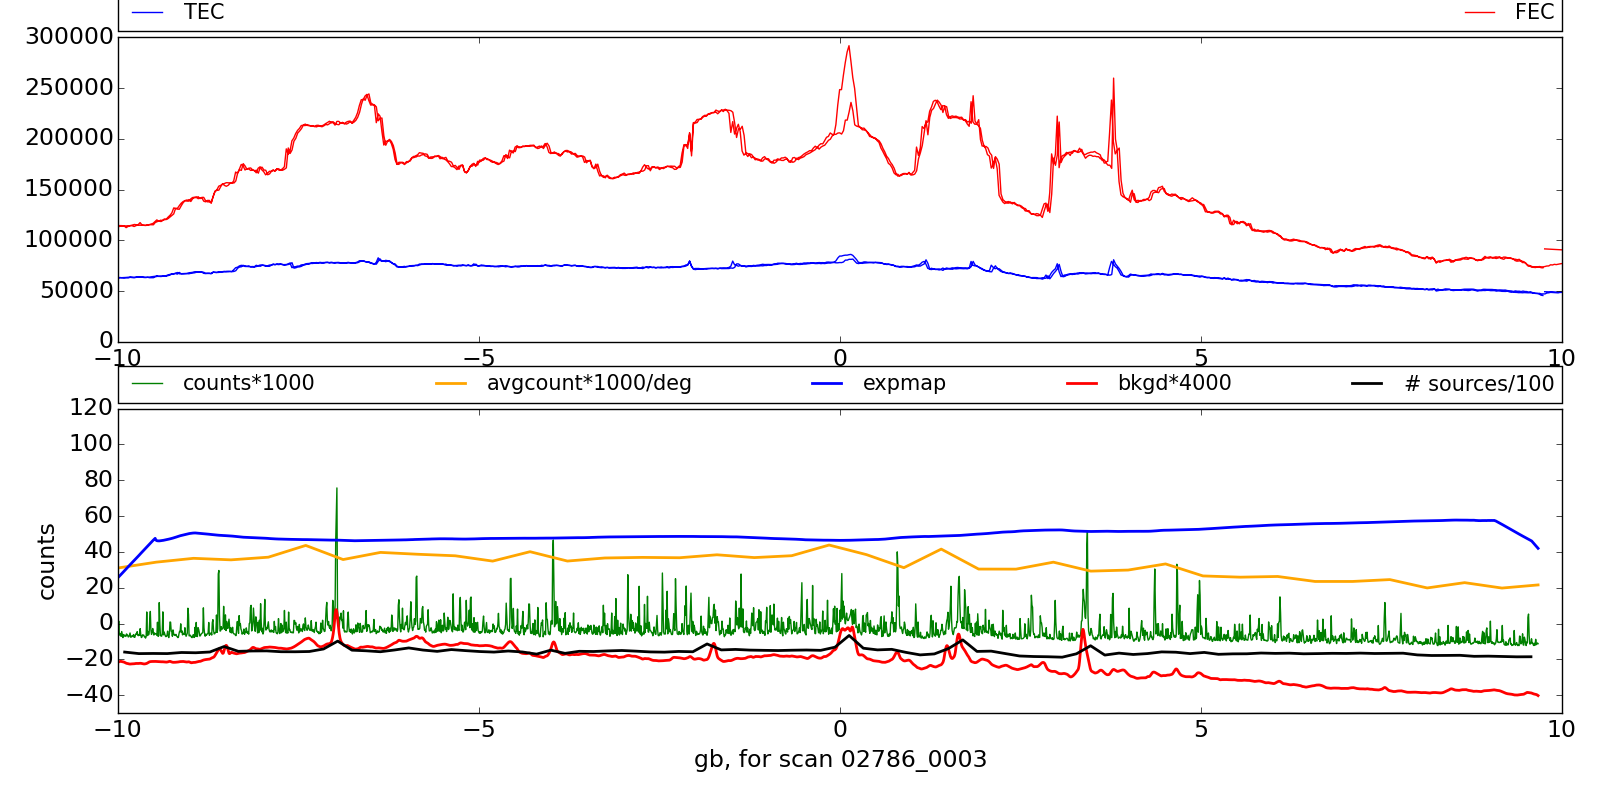 TEC FEC
300000
250000
200000
150000
100000
50000
0
−10 −5 0 5 10
counts*1000 avgcount*1000/deg expmap bkgd*4000 # sources/100
120
100
80
60
40
20
0
−20
−40
counts
−10 −5 0 5 10
gb, for scan 02786_0003